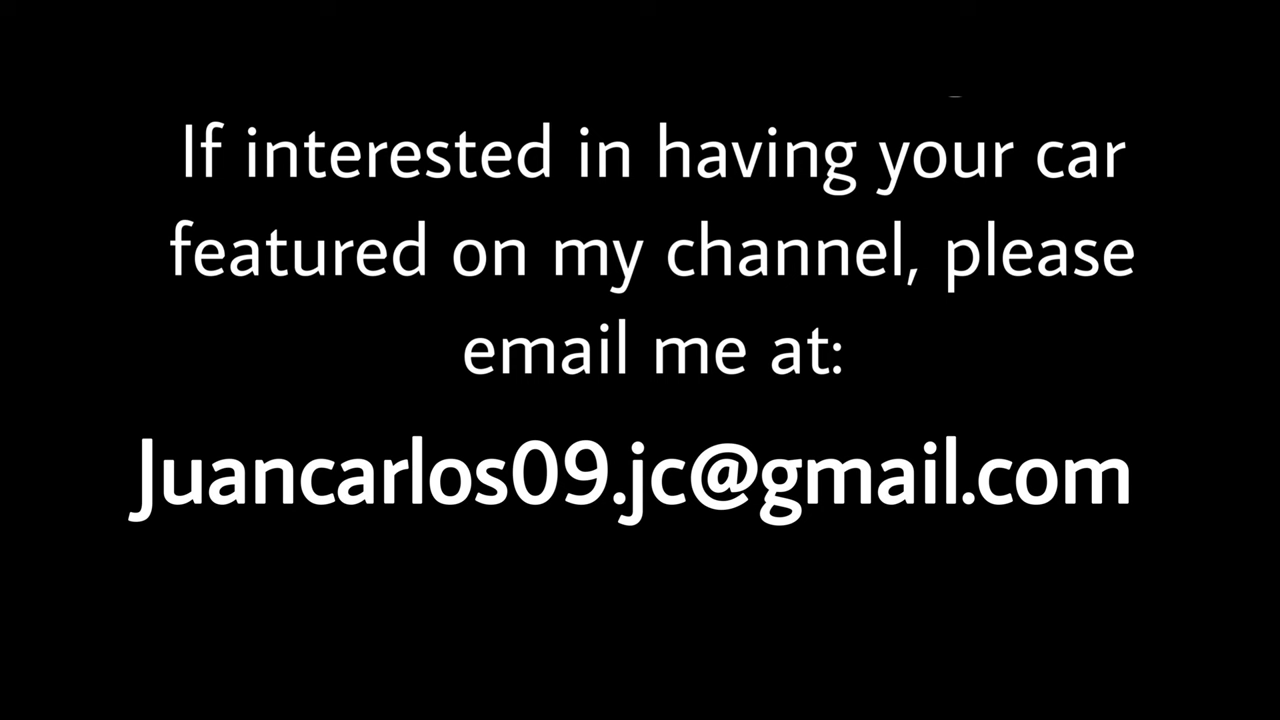 If interested in having your car
featured on my channel, please
email me at:
Juancarlos09.jc@gmail.com